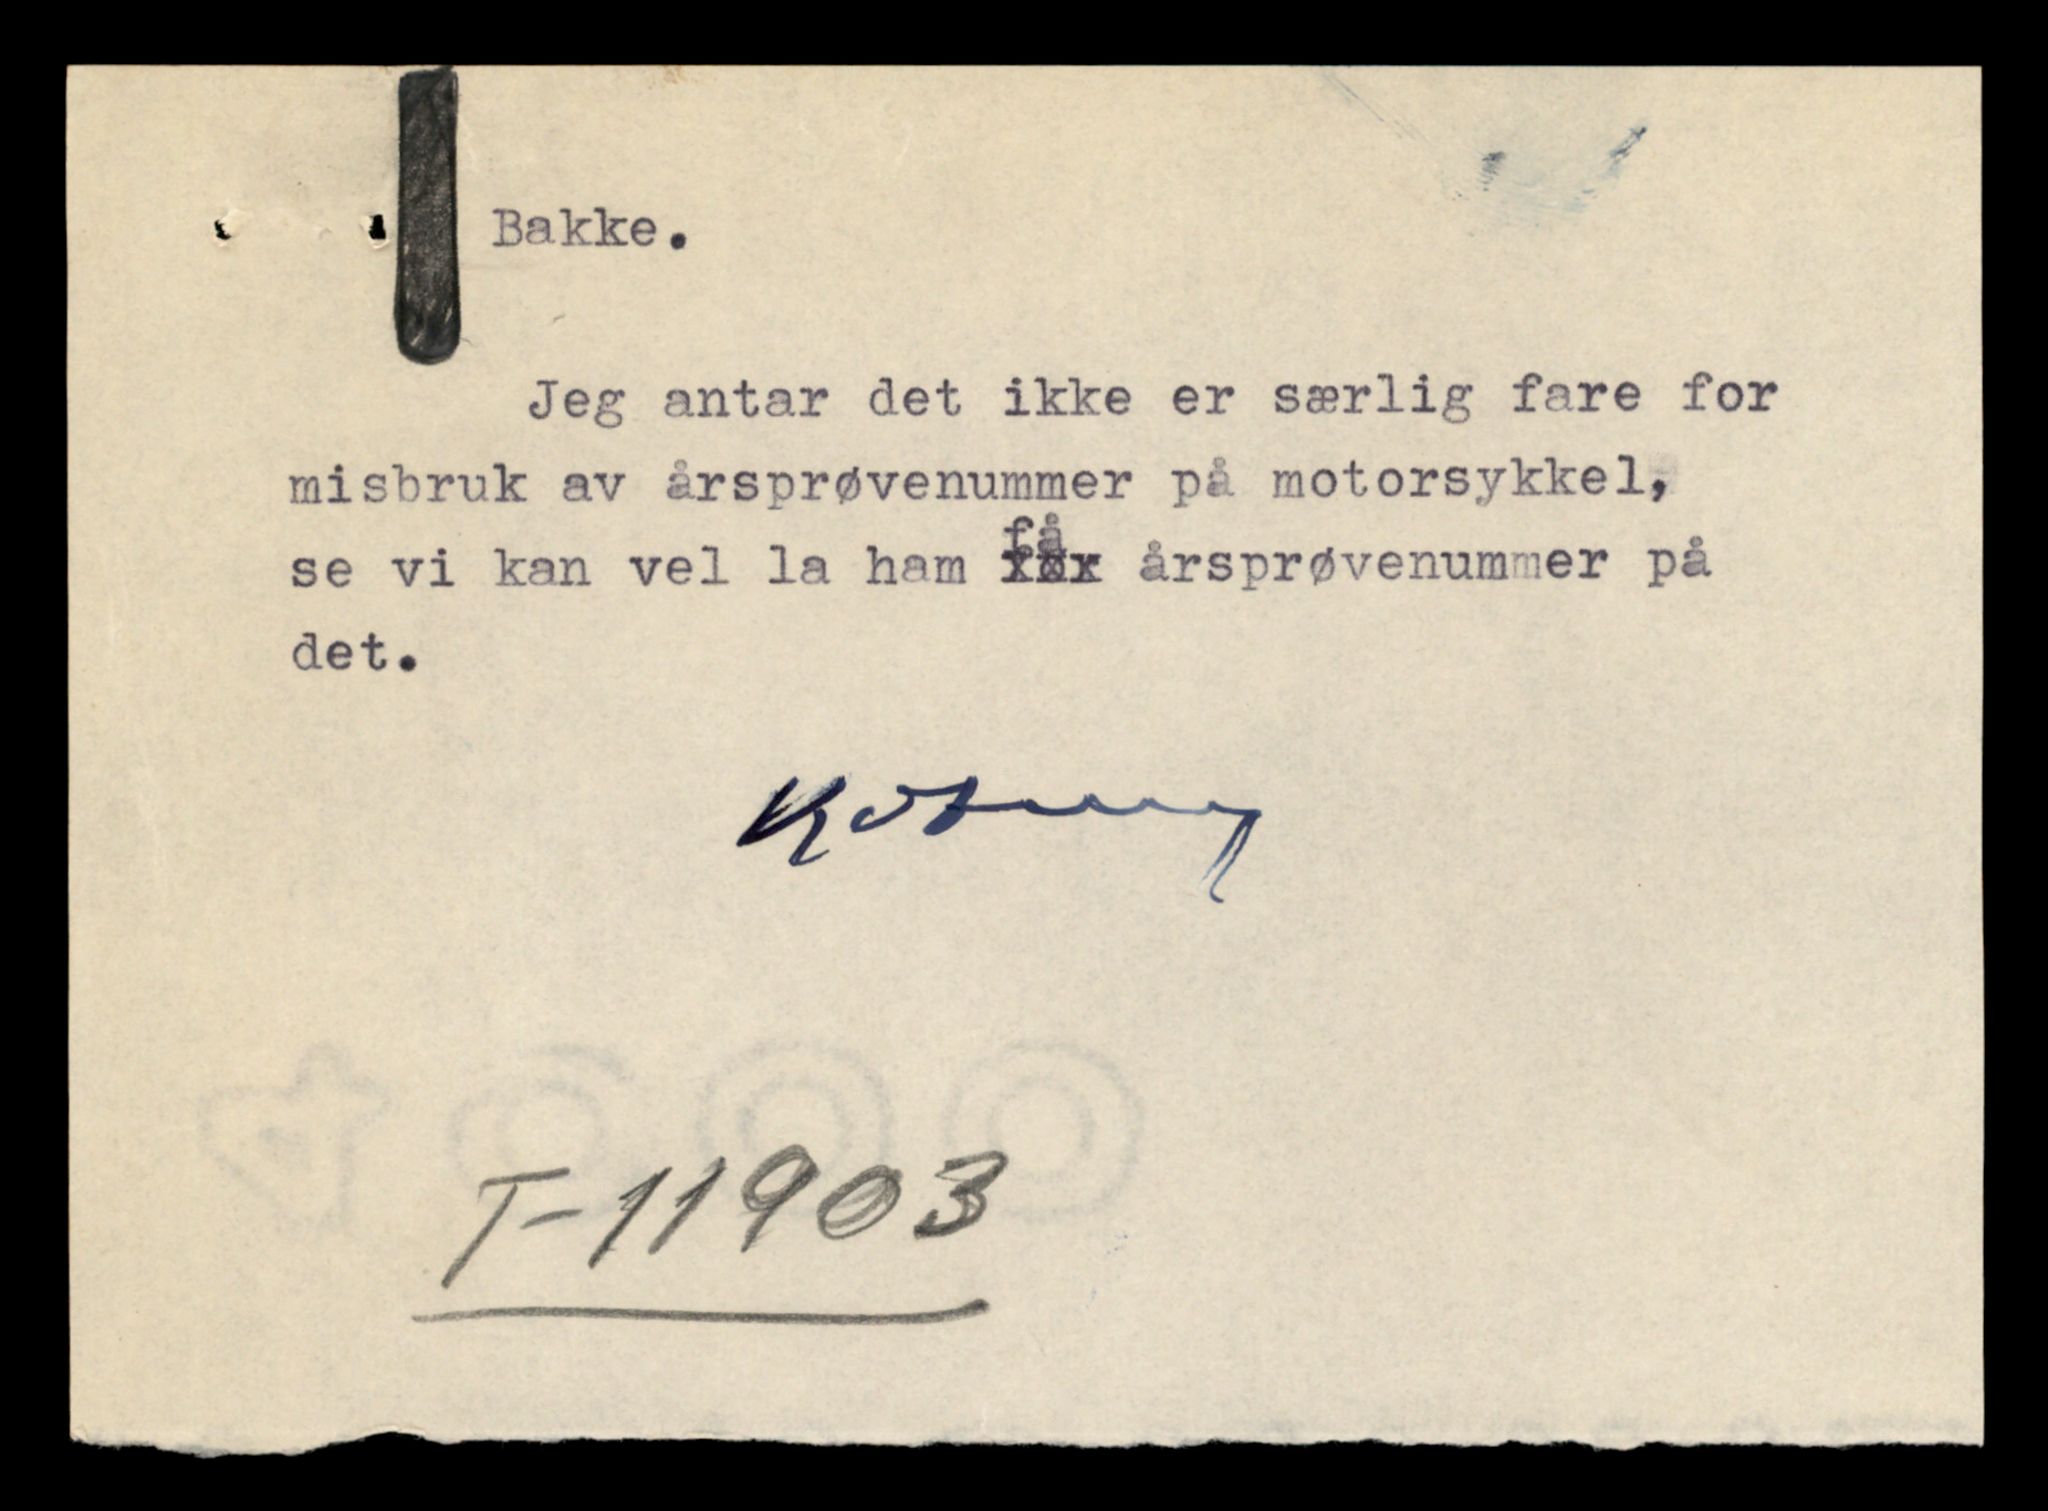 Bakke.
Jeg antar det ikke er særlig fare for
misbruk av årsprøvenummer på motorsykkel,
se vi kan vel la ham få årsprøvenummer på
det.
T-11903